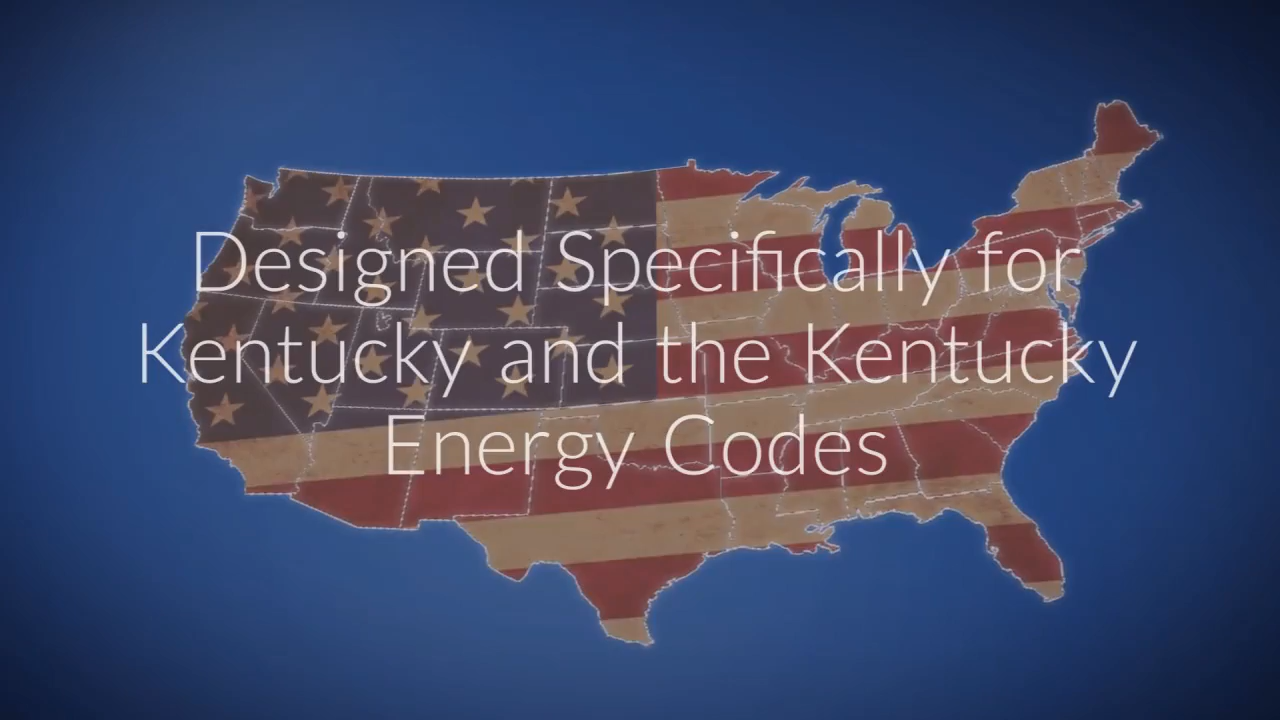 Designed Specifically for
Kentucky and the Kentucky
Energy Codes